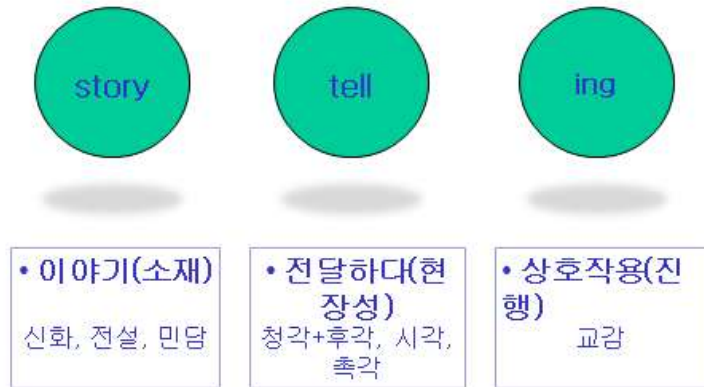 story
tell
ing
• 이야기(소재)
신화, 전설, 민담
• 전달하다(현
장성)
청각+후각, 시각,
촉각
• 상호작용(진
행)
교감